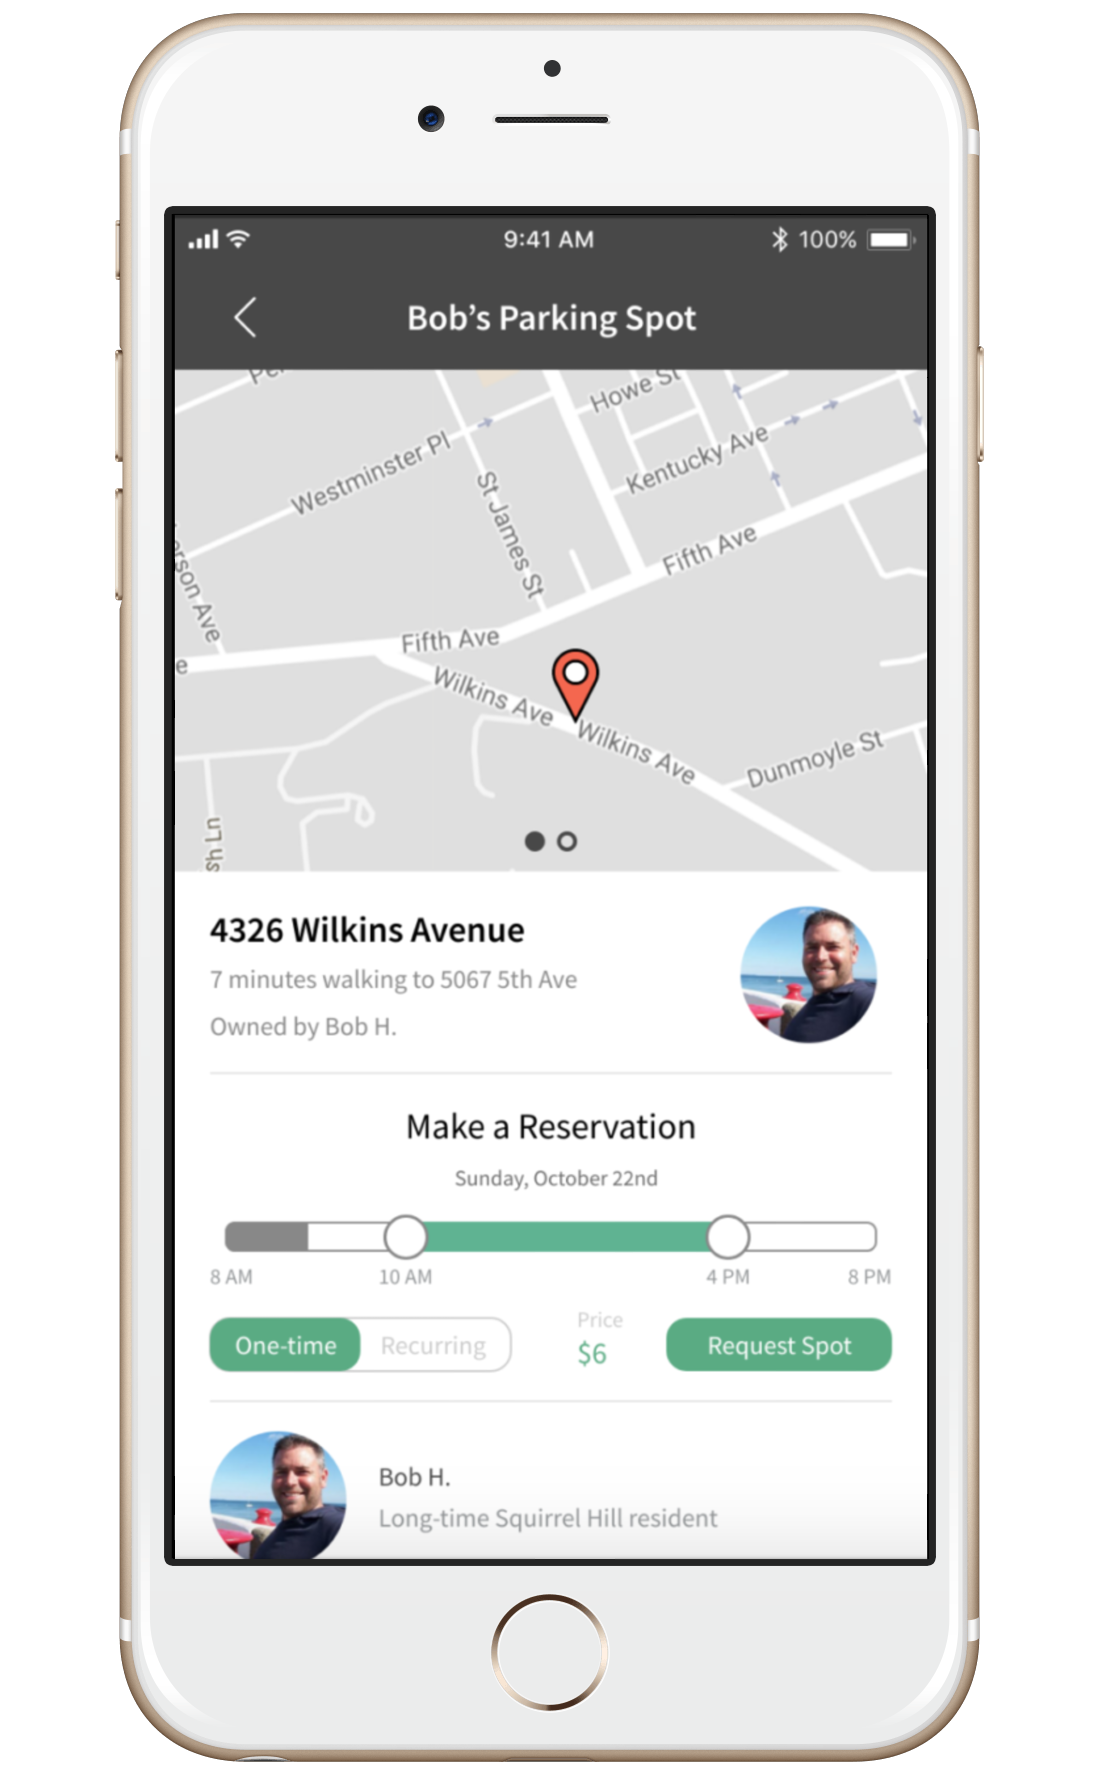 9:41 AM
100%
Bob's Parking Spot
Howe St
Westminster Pl
Kentucky Ave
St James St
Fifth Ave
erson Ave
Fifth Ave
e
Wilkins Ave
Wilkins Ave
Dunmoyle St
sh Ln
4326 Wilkins Avenue
7 minutes walking to 5067 5th Ave
Owned by Bob H.
Make a Reservation
Sunday, October 22nd
8 AM 10 AM 4 PM 8 PM
One-time Recurring Price $6 Request Spot
Bob H.
Long-time Squirrel Hill resident